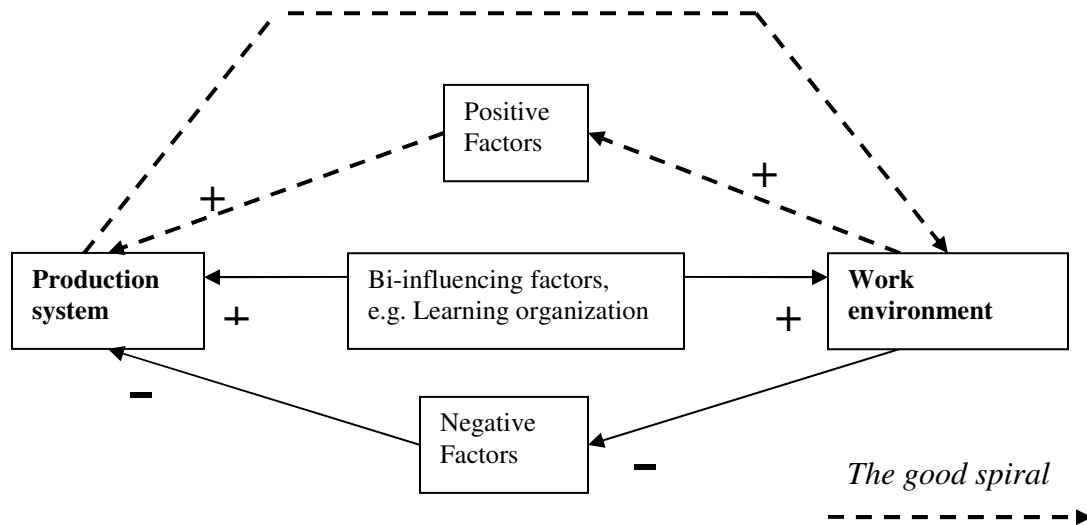 Positive
Factors
+
+
Production
system
Bi-influencing factors,
e.g. Learning organization
Work
environment
+
+
-
Negative
Factors
-
The good spiral